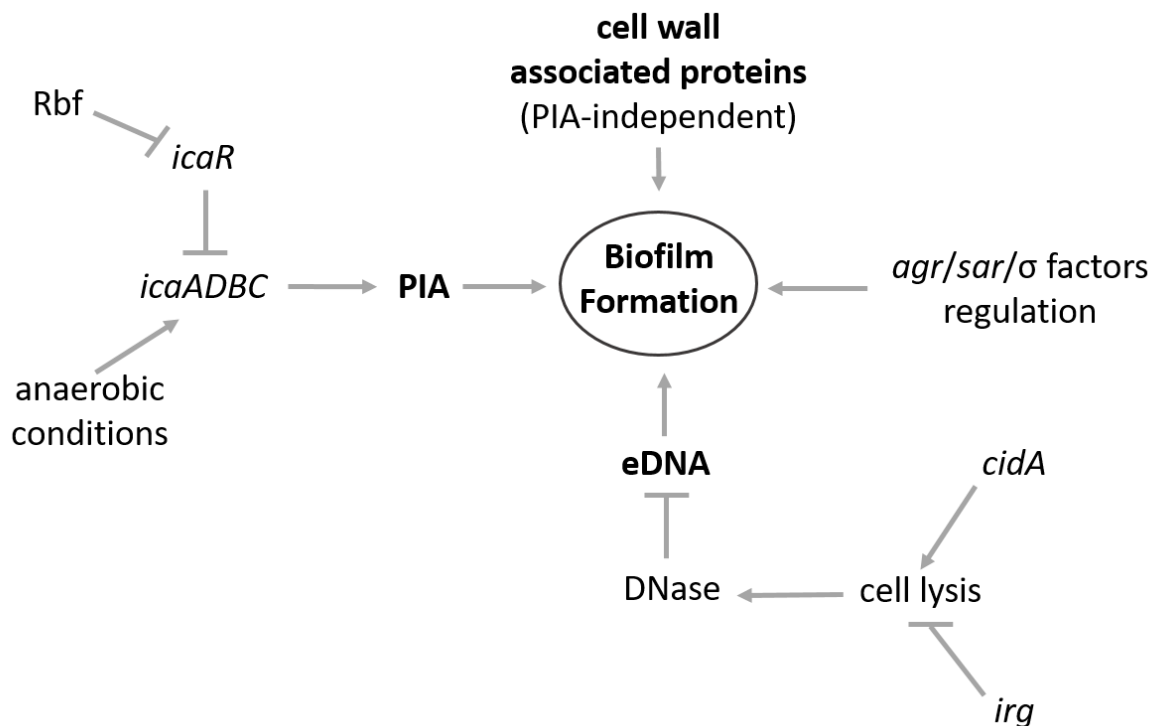 cell wall
associated proteins
(PIA-independent)
Rbf
icaR
icaADBC
PIA
Biofilm
Formation
agr/sar/σ factors
regulation
anaerobic
conditions
eDNA
cidA
DNase
cell lysis
irg